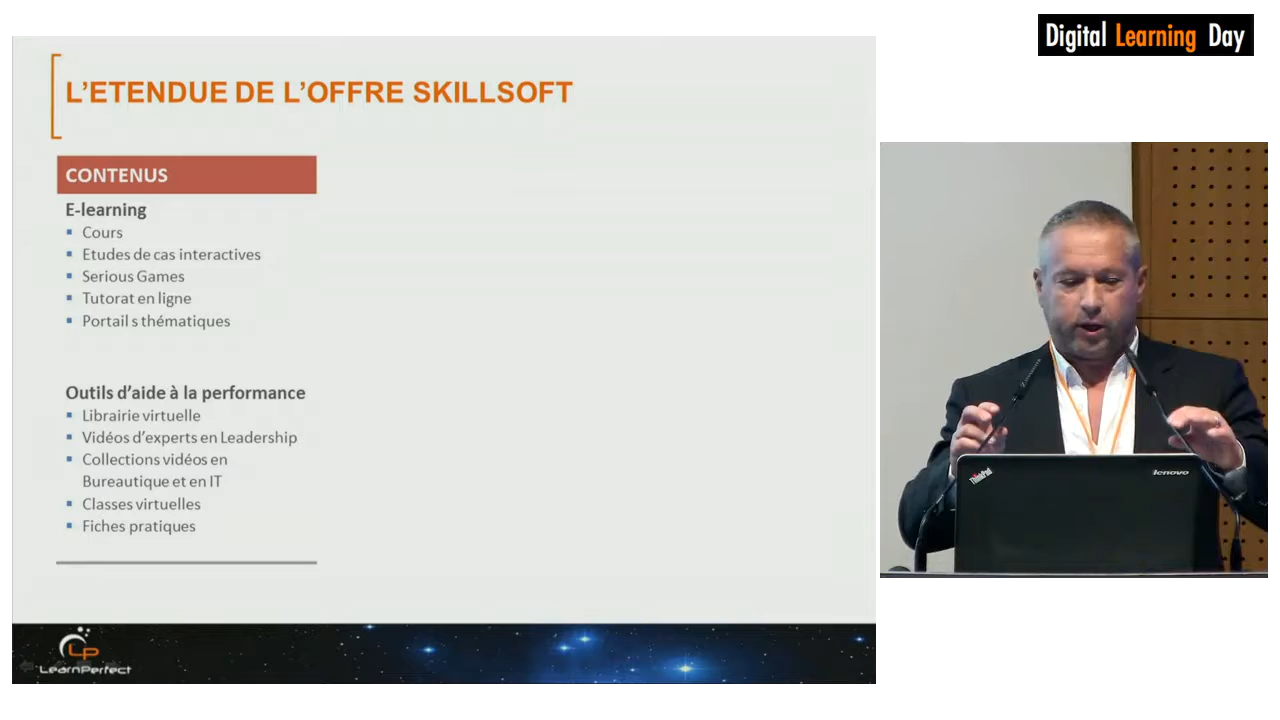 Digital Learning Day
L'ETENDUE DE L'OFFRE SKILLSOFT
CONTENUS
E-learning
Cours
Etudes de cas interactives
Serious Games
Tutorat en ligne
Portail s thématiques
Outils d'aide à la performance
Librairie virtuelle
Vidéos d'experts en Leadership
Collections vidéos en
Bureautique et en IT
Classes virtuelles
Fiches pratiques
LP
LearnPerfect
ThinkPad
lenovo